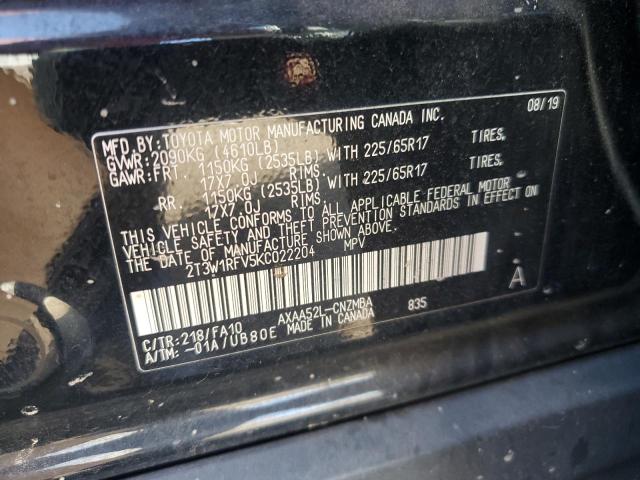 MFD.BY:TOYOTA MOTOR MANUFACTURING CANADA INC. 08/19
GVWR:2090KG (4610LB)
GAWR:FRT. 1150KG (2535LB) WITH 225/65R17 TIRES.
17X7.0J RIMS.
RR. 1150KG (2535LB) WITH 225/65R17 TIRES.
17X7.0J RIMS.
THIS VEHICLE CONFORMS TO ALL APPLICABLE FEDERAL MOTOR
VEHICLE SAFETY AND THEFT PREVENTION STANDARDS IN EFFECT ON
THE DATE OF MANUFACTURE SHOWN ABOVE.
2T3W1RFV5KC022204 MPV
A
C/TR:218/FA10 AXAA52L-CNZMBA 835
A/TM:-01A/UB80E MADE IN CANADA